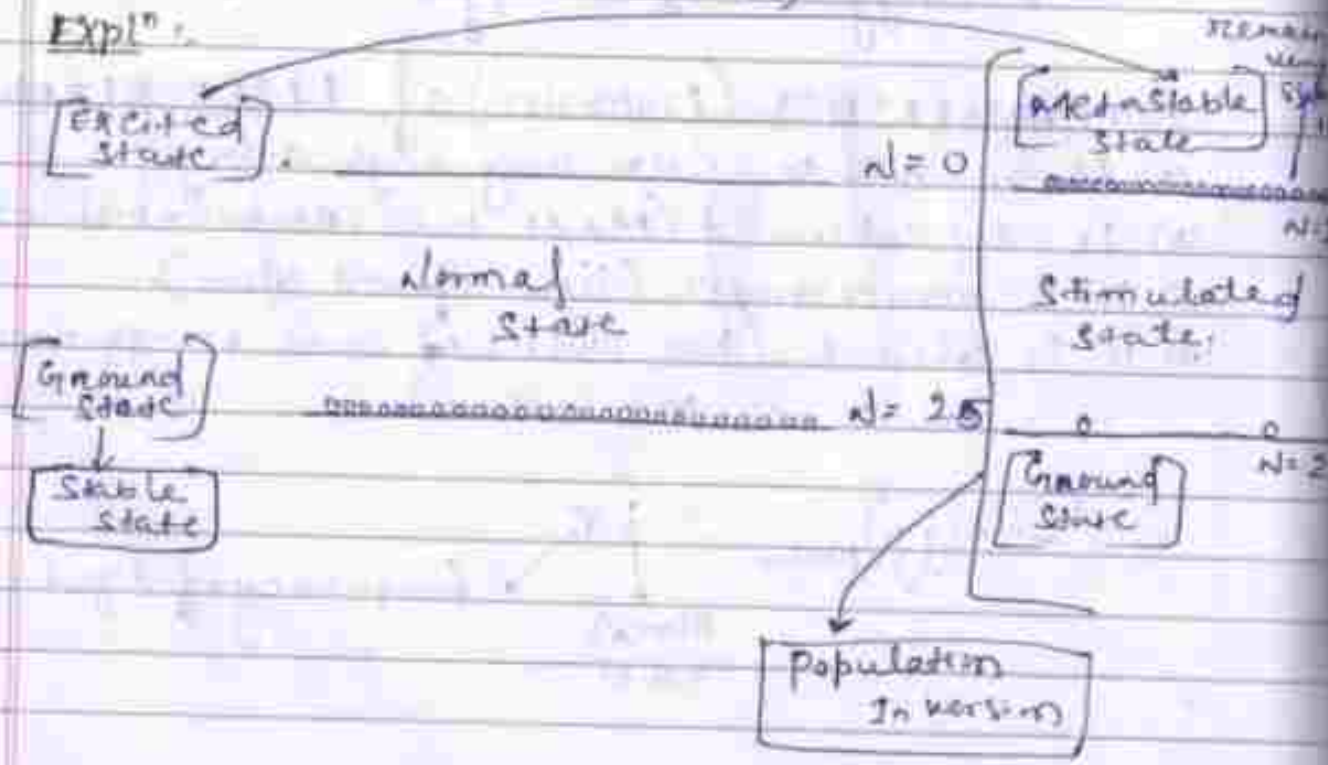 Expl^n :-
Excited
State
N = 0
Metastable
State
Normal
State
Stimulated
State
Ground
State
N = 25
Stable
State
Ground
State
N = 2
Population
Inversion